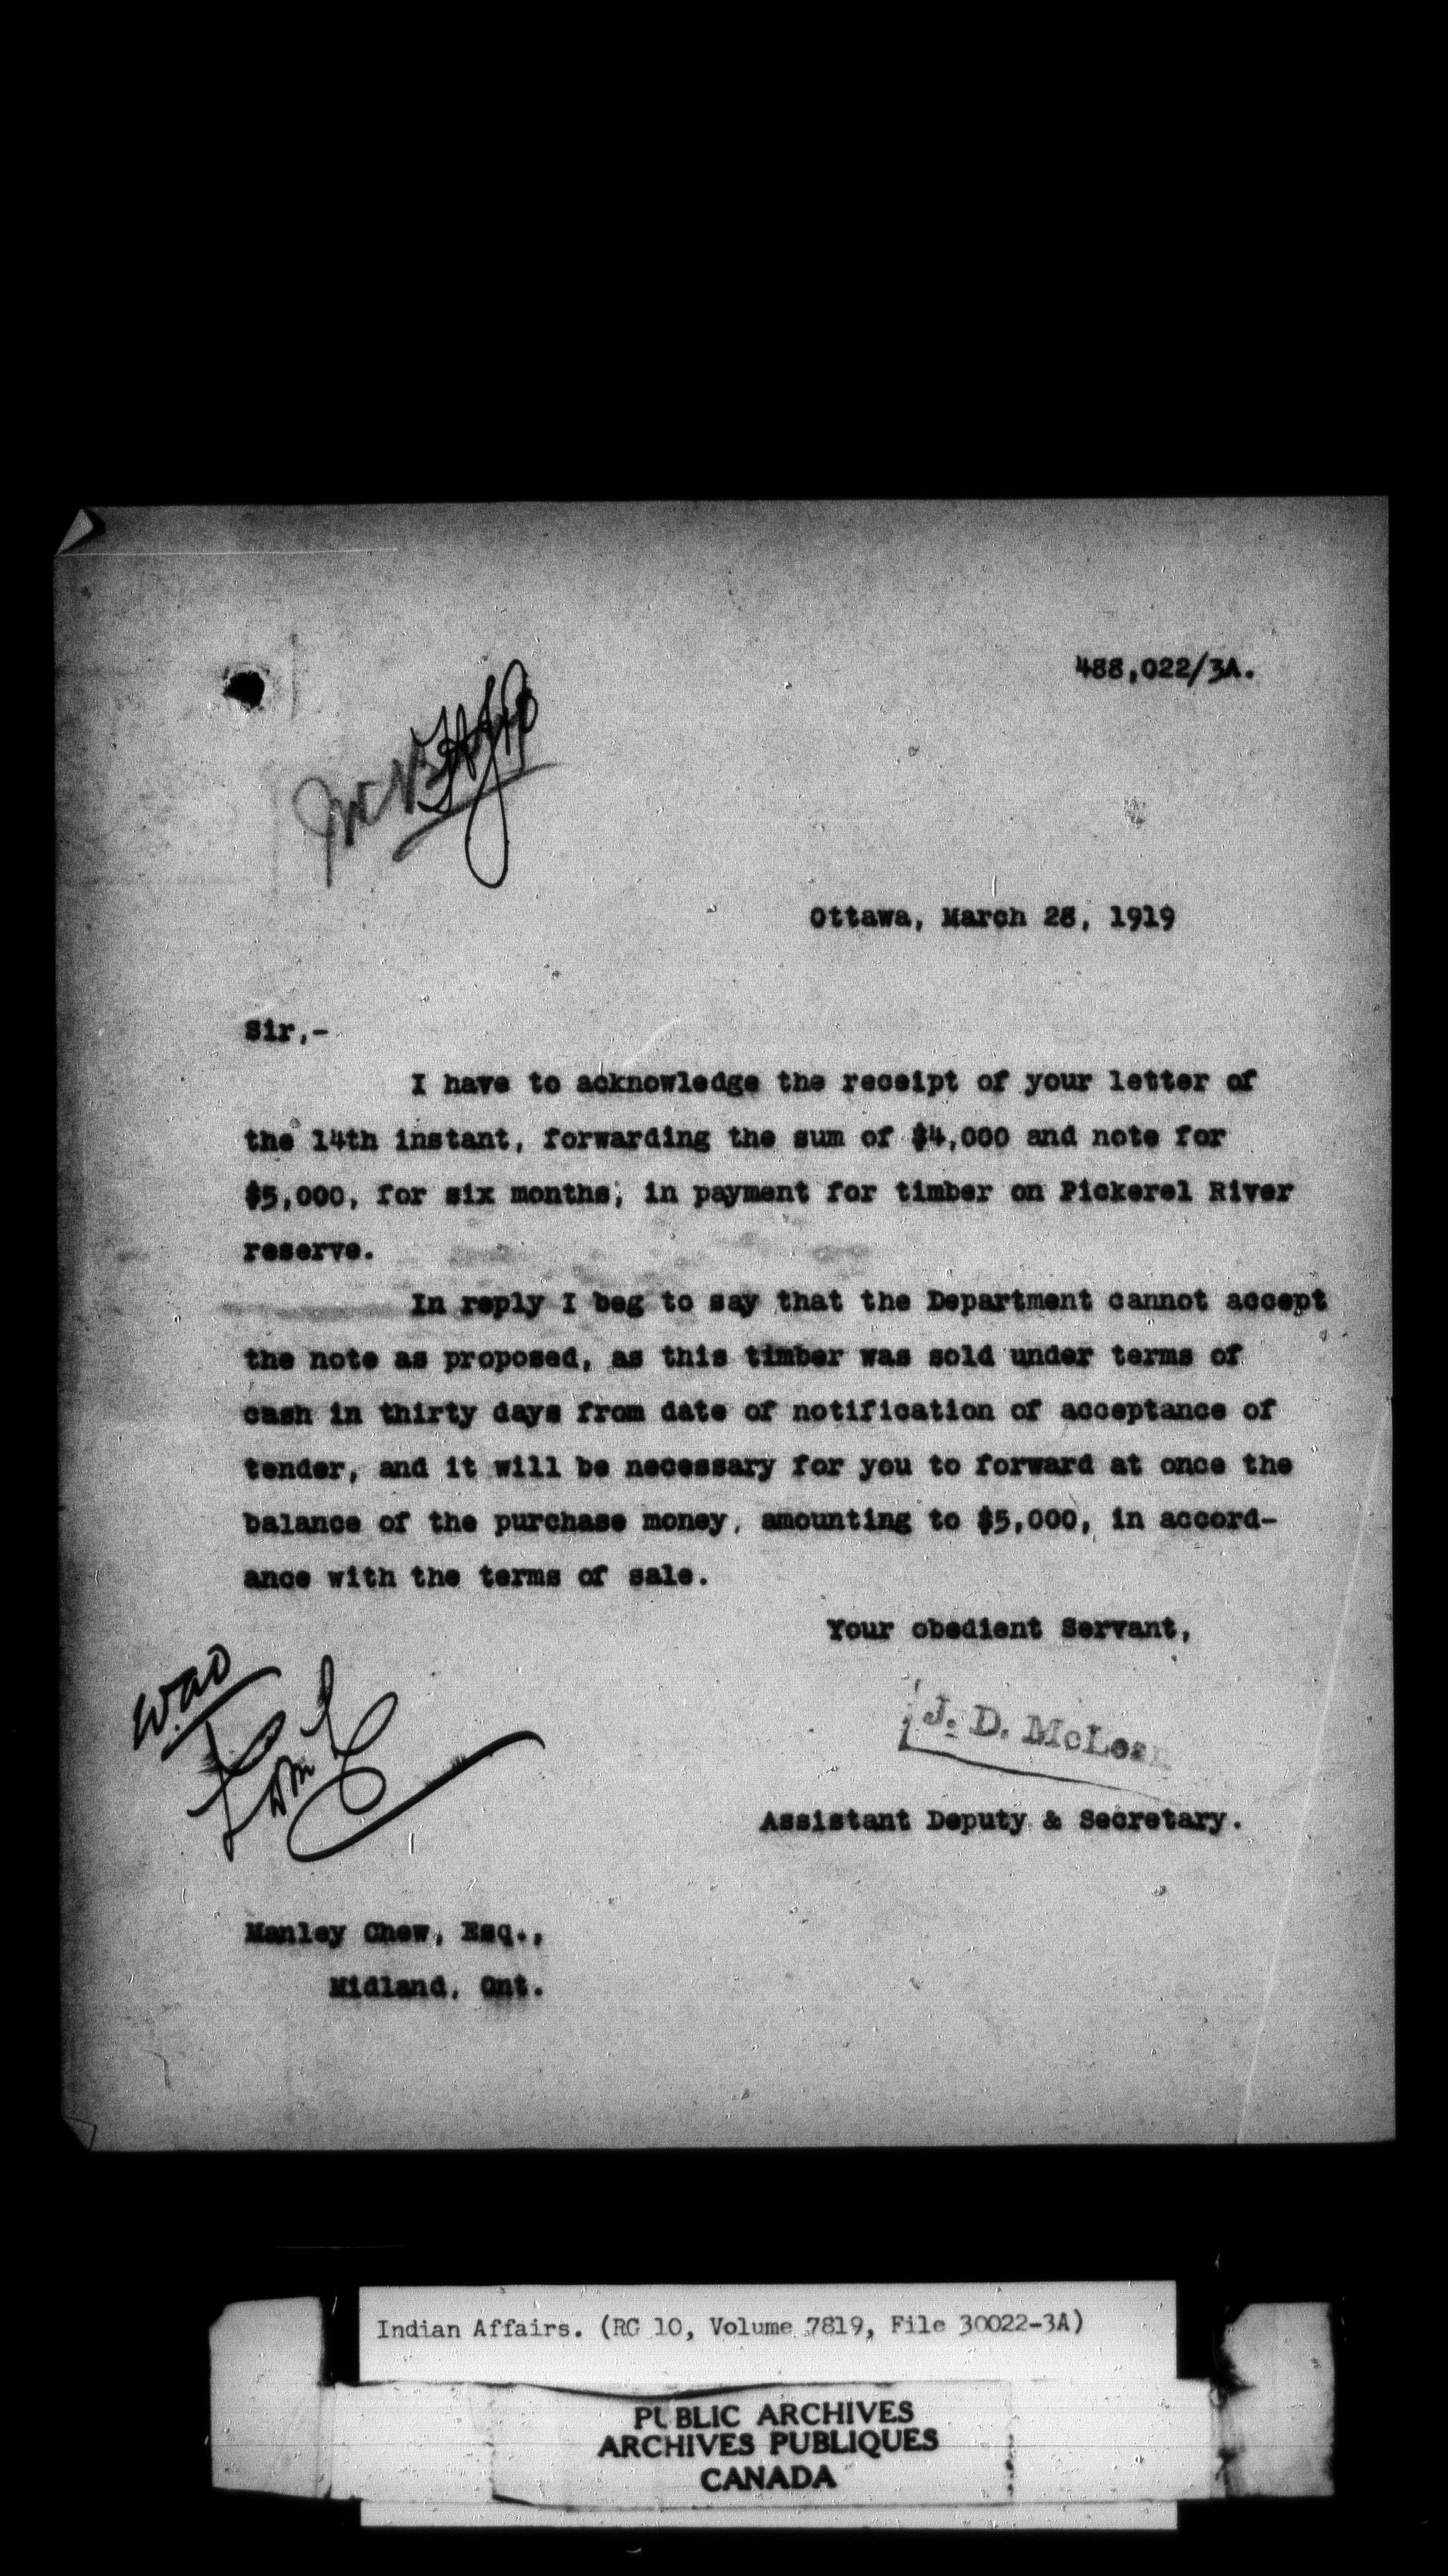 488,022/3A.
Ottawa, March 28, 1919
Sir,-
I have to acknowledge the receipt of your letter of
the 14th instant, forwarding the sum of $4,000 and note for
$5,000, for six months, in payment for timber on Pickerel River
reserve.
In reply I beg to say that the Department cannot accept
the note as proposed, as this timber was sold under terms of
cash in thirty days from date of notification of acceptance of
tender, and it will be necessary for you to forward at once the
balance of the purchase money, amounting to $5,000, in accord-
ance with the terms of sale.
Your obedient Servant,
J. D. McLean
Assistant Deputy & Secretary.
Manley Chew, Esq.,
Midland, Ont.
Indian Affairs. (RG 10, Volume 7819, File 30022-3A)
PUBLIC ARCHIVES
ARCHIVES PUBLIQUES
CANADA